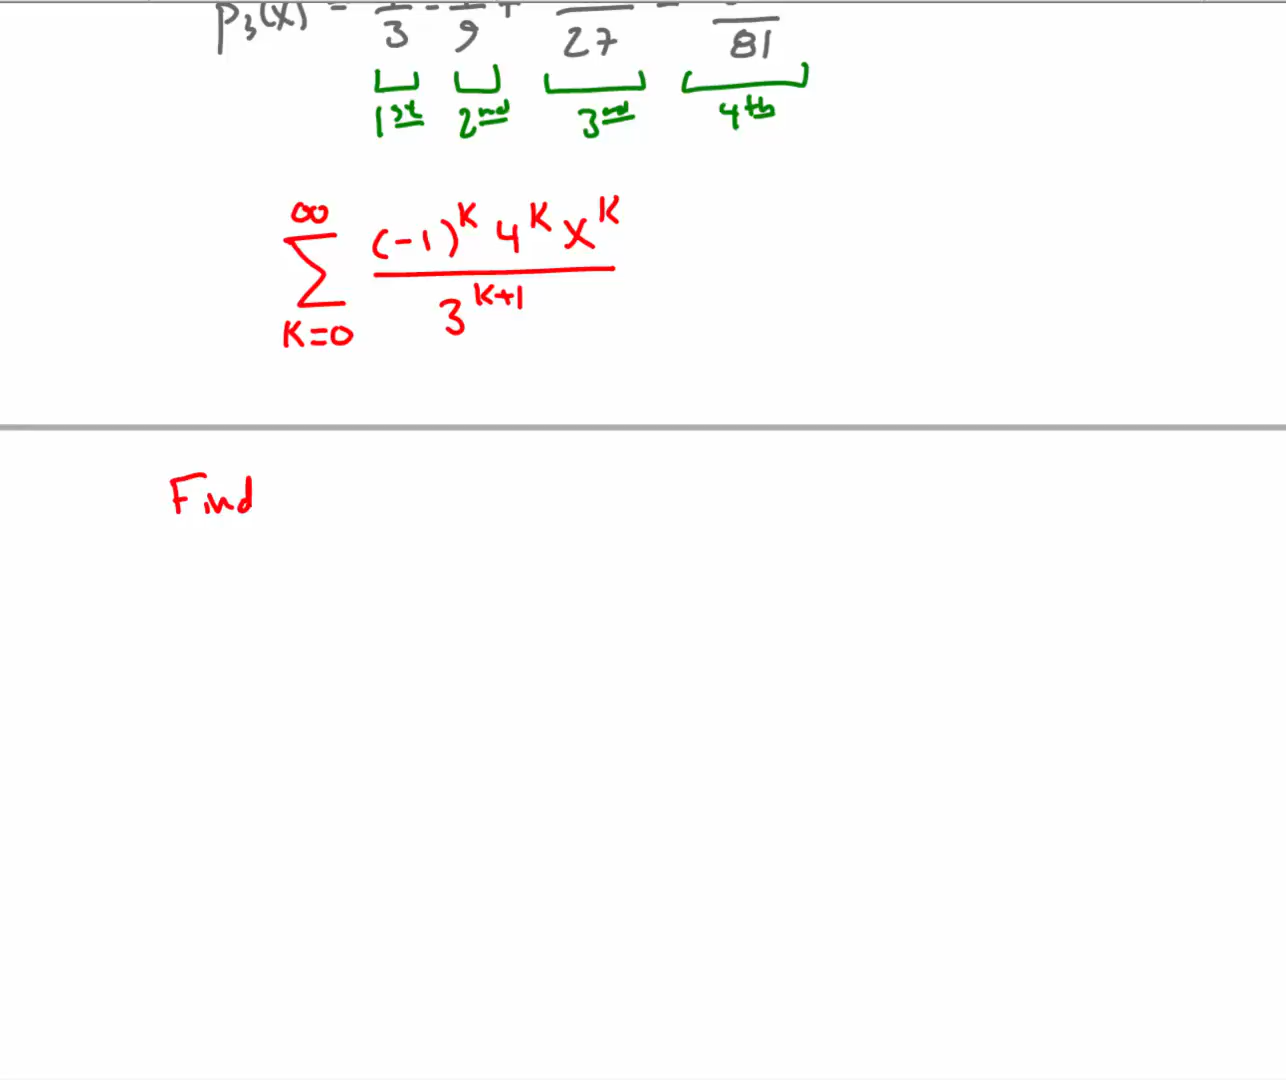 p₃(x) = 3 - 9 + 27 - 81
1st 2nd 3rd 4th
∞
∑ (-1)^K 4^K x^K / 3^(K+1)
K=0
Find